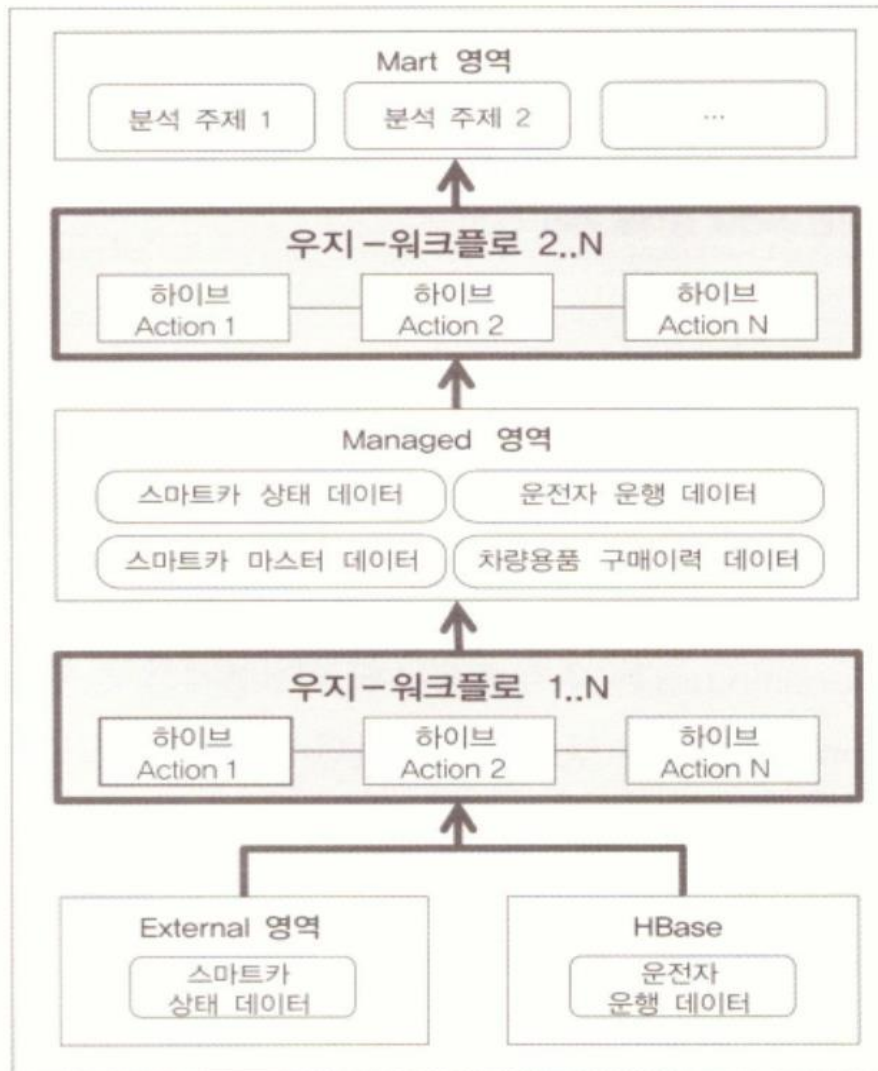 Mart 영역
분석 주제 1
분석 주제 2
...
우지-워크플로 2..N
하이브
Action 1
하이브
Action 2
하이브
Action N
Managed 영역
스마트카 상태 데이터
운전자 운행 데이터
스마트카 마스터 데이터
차량용품 구매이력 데이터
우지-워크플로 1..N
하이브
Action 1
하이브
Action 2
하이브
Action N
External 영역
스마트카
상태 데이터
HBase
운전자
운행 데이터